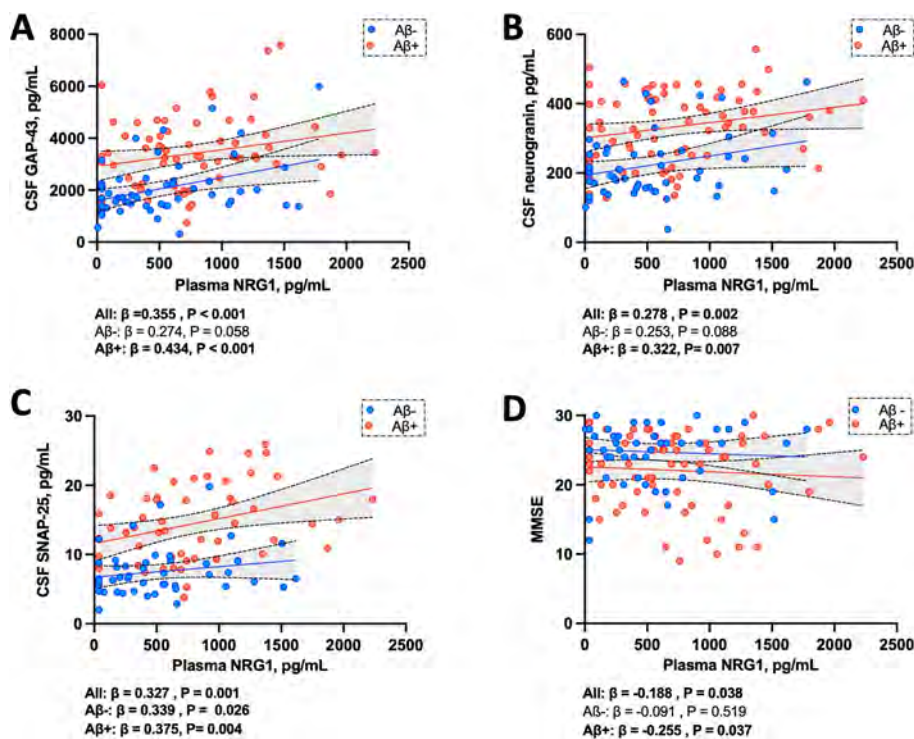 A
CSF GAP-43, pg/mL
8000
6000
4000
2000
0
0
500
1000
1500
2000
2500
Plasma NRG1, pg/mL
Aβ-
Aβ+
All: β =0.355 , P < 0.001
Aβ-: β = 0.274, P = 0.058
Aβ+: β = 0.434, P < 0.001
B
CSF neurogranin, pg/mL
600
400
200
0
0
500
1000
1500
2000
2500
Plasma NRG1, pg/mL
Aβ-
Aβ+
All: β = 0.278 , P = 0.002
Aβ-: β = 0.253, P = 0.088
Aβ+: β = 0.322, P= 0.007
C
CSF SNAP-25, pg/mL
30
20
10
0
0
500
1000
1500
2000
2500
Plasma NRG1, pg/mL
Aβ-
Aβ+
All: β = 0.327 , P = 0.001
Aβ-: β = 0.339, P = 0.026
Aβ+: β = 0.375, P= 0.004
D
MMSE
30
20
10
0
0
500
1000
1500
2000
2500
Plasma NRG1, pg/mL
Aβ -
Aβ+
All: β = -0.188 , P = 0.038
Aß-: β = -0.091, P = 0.519
Aβ+: β = -0.255, P = 0.037